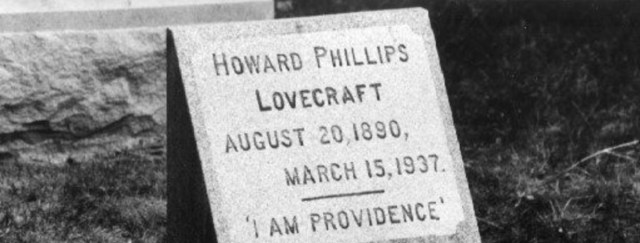 HOWARD PHILLIPS
LOVECRAFT
AUGUST 20,1890,
MARCH 15,1937.
'I AM PROVIDENCE'